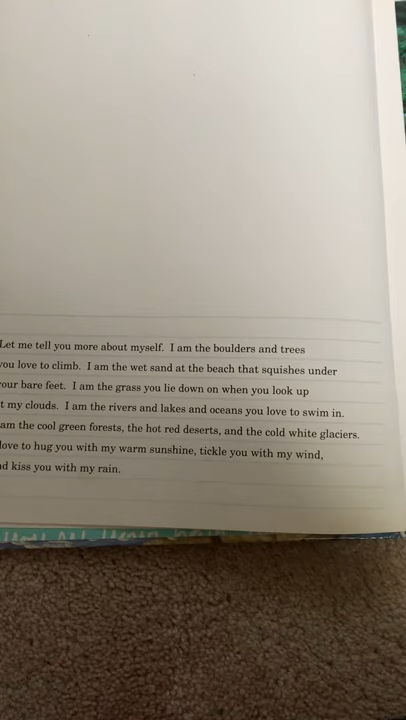 Let me tell you more about myself. I am the boulders and trees
you love to climb. I am the wet sand at the beach that squishes under
our bare feet. I am the grass you lie down on when you look up
t my clouds. I am the rivers and lakes and oceans you love to swim in.
am the cool green forests, the hot red deserts, and the cold white glaciers.
love to hug you with my warm sunshine, tickle you with my wind,
nd kiss you with my rain.